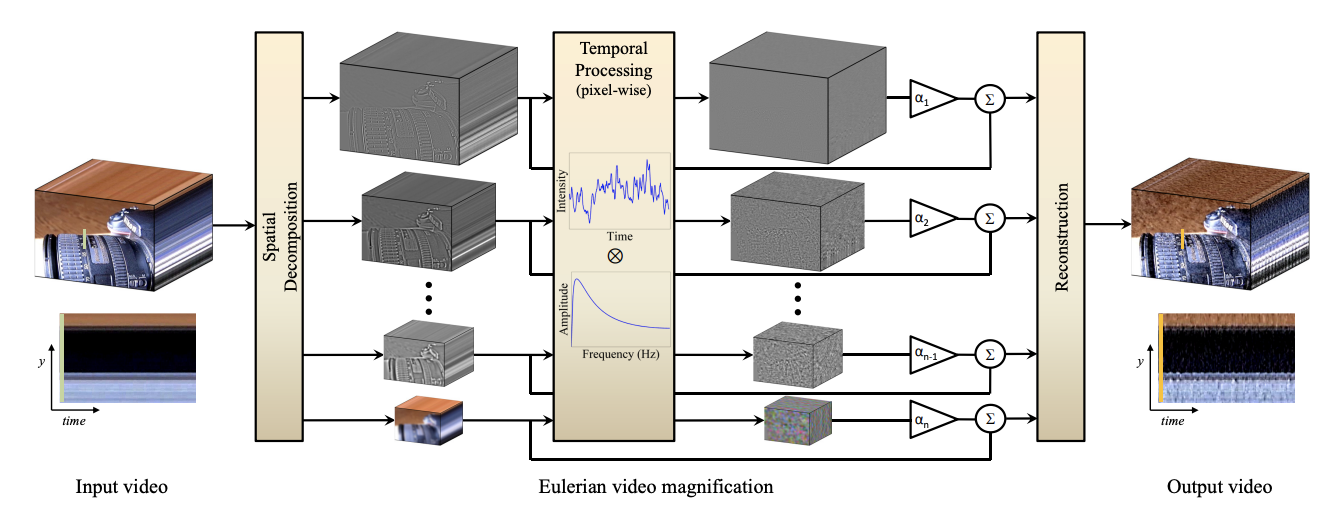 Spatial
Decomposition
Temporal
Processing
(pixel-wise)
Intensity
Time
⊗
Amplitude
Frequency (Hz)
α1
Σ
α2
Σ
αn-1
Σ
αn
Σ
Reconstruction
y
time
y
time
Input video
Eulerian video magnification
Output video